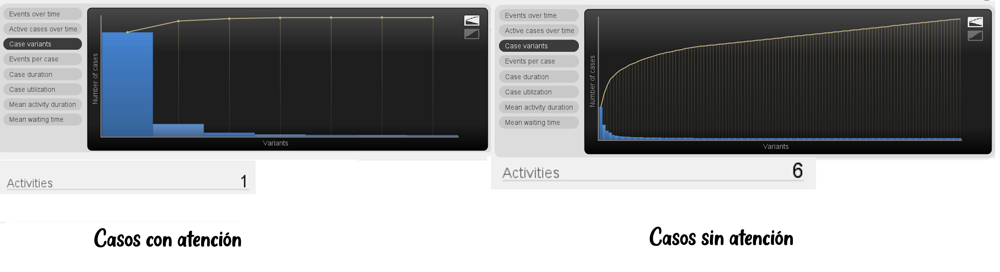 Events over time
Active cases over time
Case variants
Events per case
Case duration
Case utilization
Mean activity duration
Mean waiting time
Number of cases
Variants
Activities 1
Casos con atención
Events over time
Active cases over time
Case variants
Events per case
Case duration
Case utilization
Mean activity duration
Mean waiting time
Number of cases
Variants
Activities 6
Casos sin atención